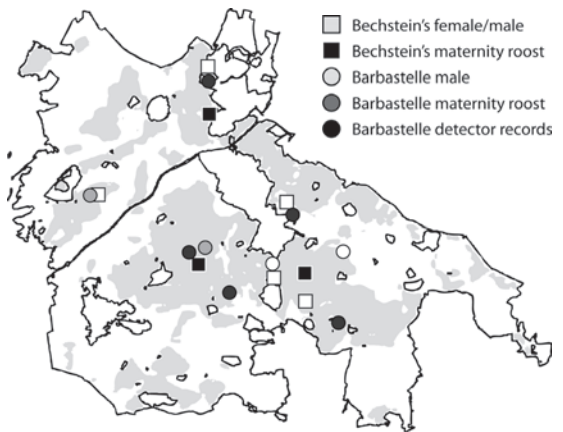 Bechstein's female/male
Bechstein's maternity roost
Barbastelle male
Barbastelle maternity roost
Barbastelle detector records